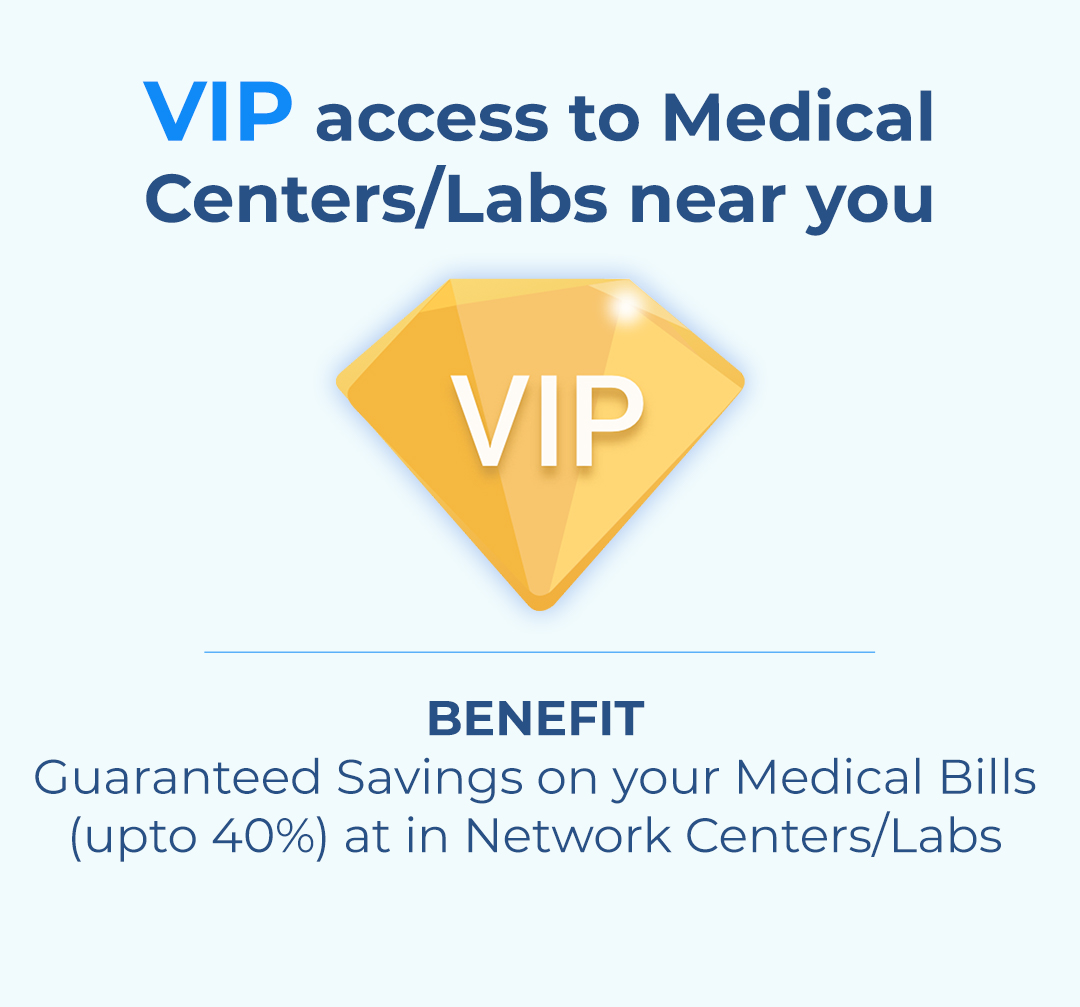 VIP access to Medical
Centers/Labs near you
VIP
BENEFIT
Guaranteed Savings on your Medical Bills
(upto 40%) at in Network Centers/Labs